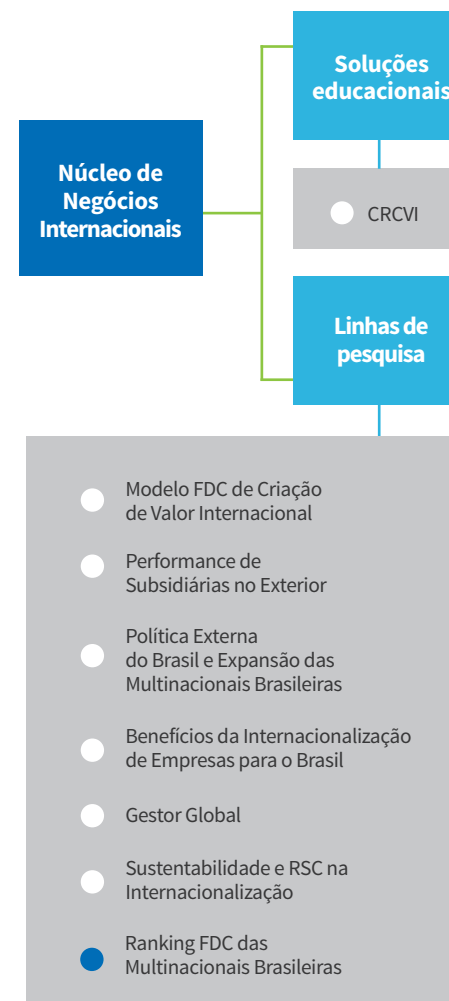 Soluções
educacionais
Núcleo de
Negócios
Internacionais
CRCVI
Linhas de
pesquisa
Modelo FDC de Criação
de Valor Internacional
Performance de
Subsidiárias no Exterior
Política Externa
do Brasil e Expansão das
Multinacionais Brasileiras
Benefícios da Internacionalização
de Empresas para o Brasil
Gestor Global
Sustentabilidade e RSC na
Internacionalização
Ranking FDC das
Multinacionais Brasileiras